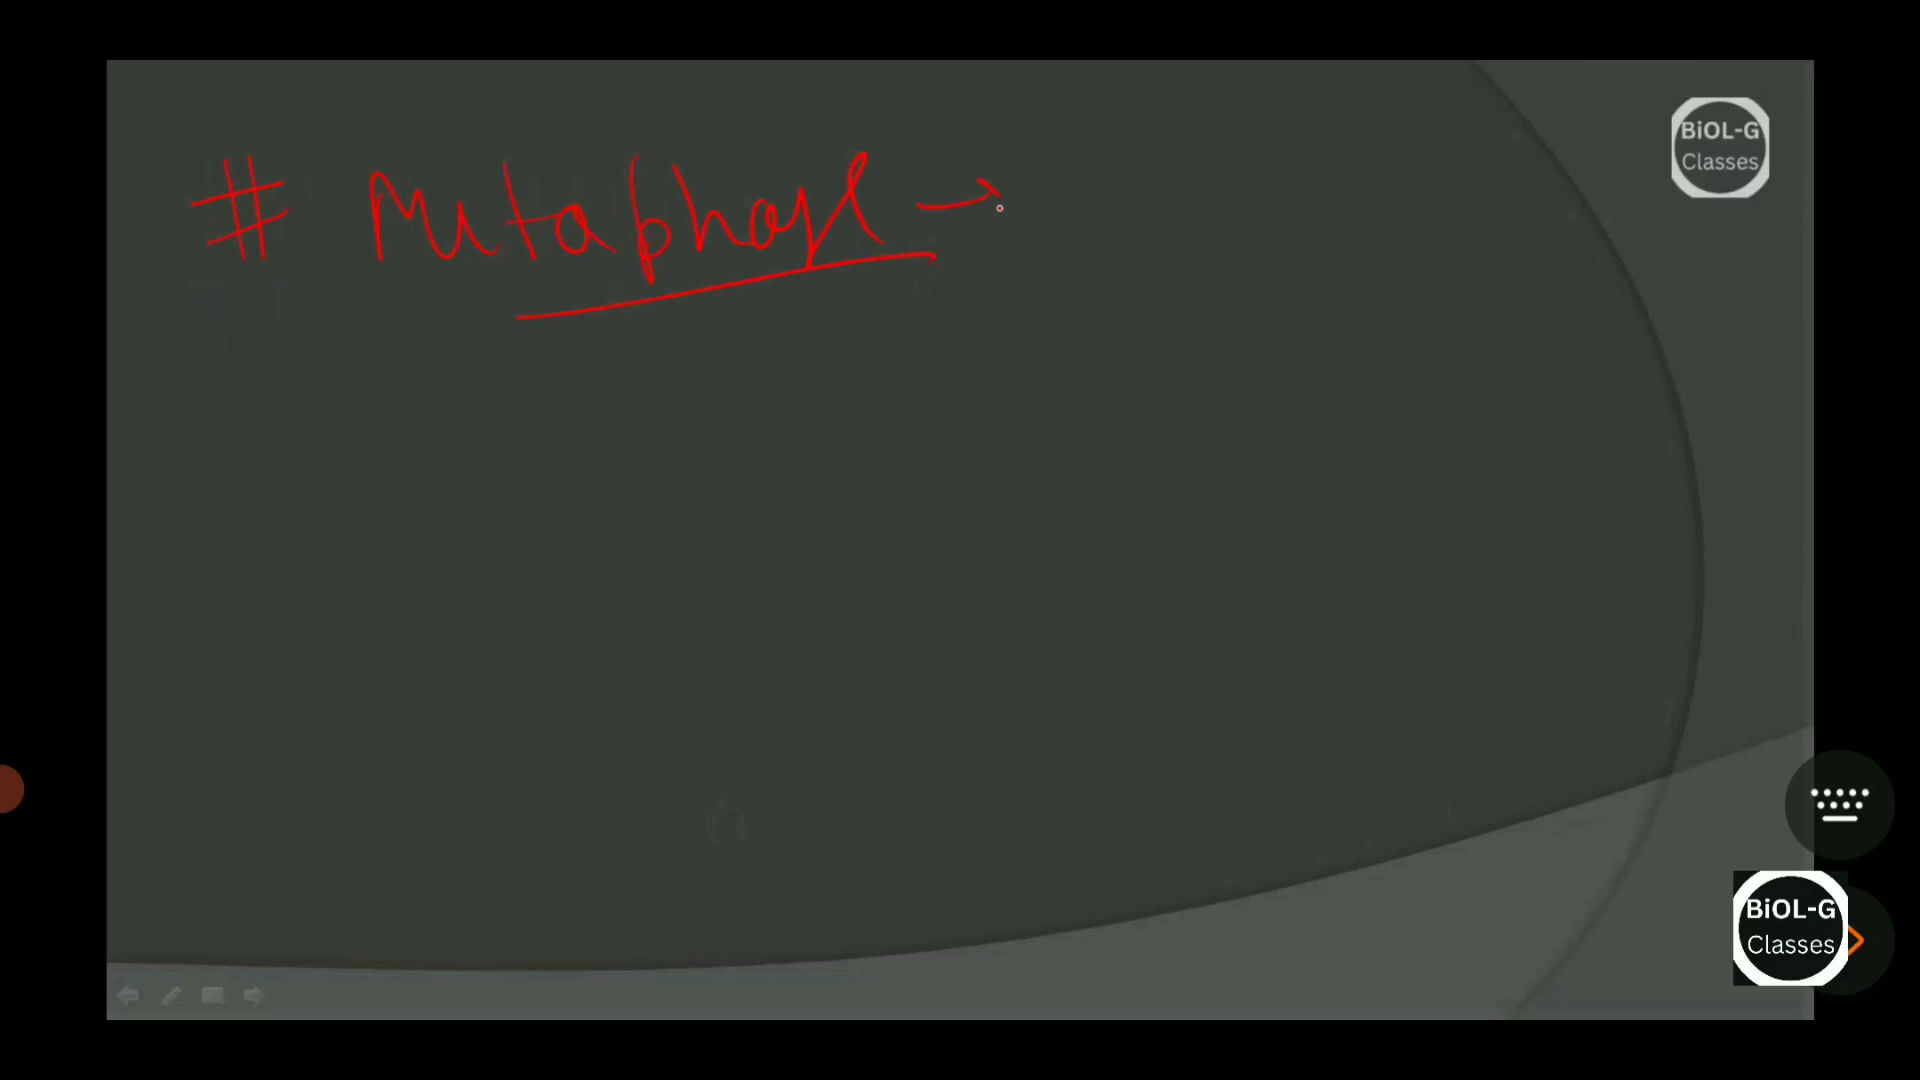 # Metaphase →
BiOL-G
Classes
BiOL-G
Classes